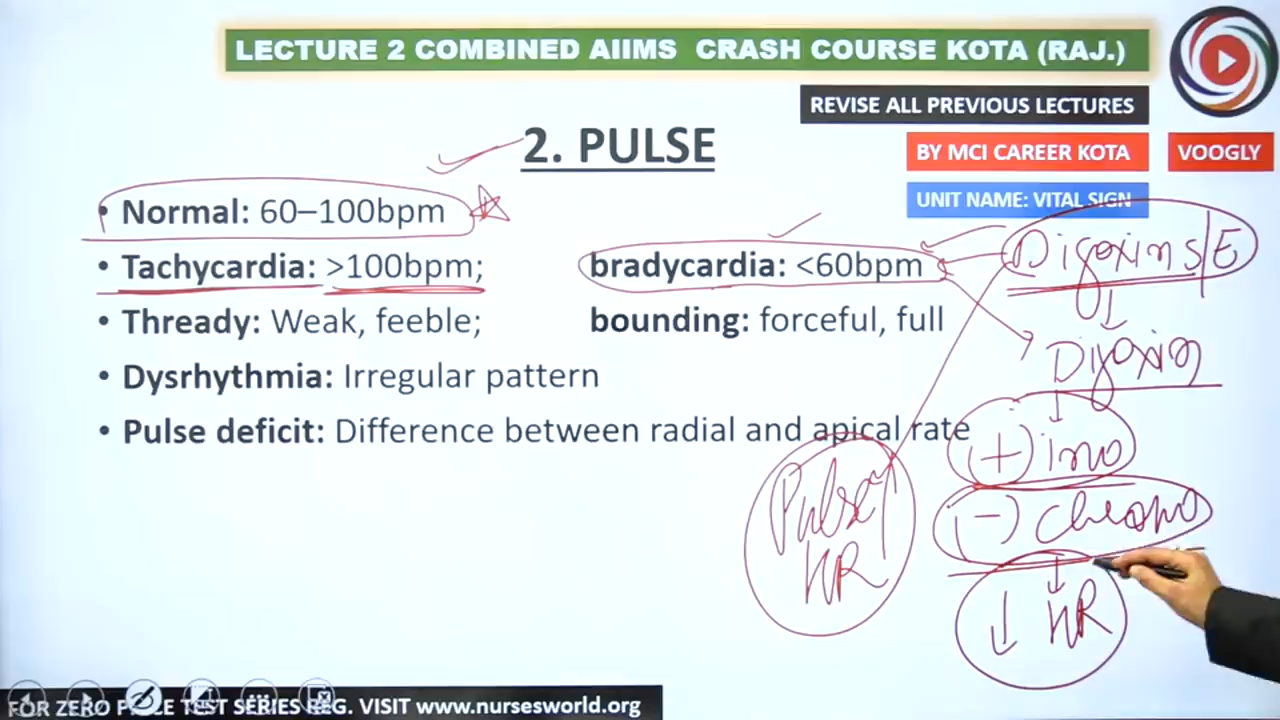 LECTURE 2 COMBINED AIIMS CRASH COURSE KOTA (RAJ.)
REVISE ALL PREVIOUS LECTURES
BY MCI CAREER KOTA
VOOGLY
UNIT NAME: VITAL SIGN
2. PULSE
• Normal: 60–100bpm
• Tachycardia: >100bpm; bradycardia: <60bpm
• Thready: Weak, feeble; bounding: forceful, full
• Dysrhythmia: Irregular pattern
• Pulse deficit: Difference between radial and apical rate
Digoxin S/E
Digoxin
(+) ino
(-) chrono
↓ HR
Pulse/
HR
FOR ZERO PRICE TEST SERIES REG. VISIT www.nursesworld.org